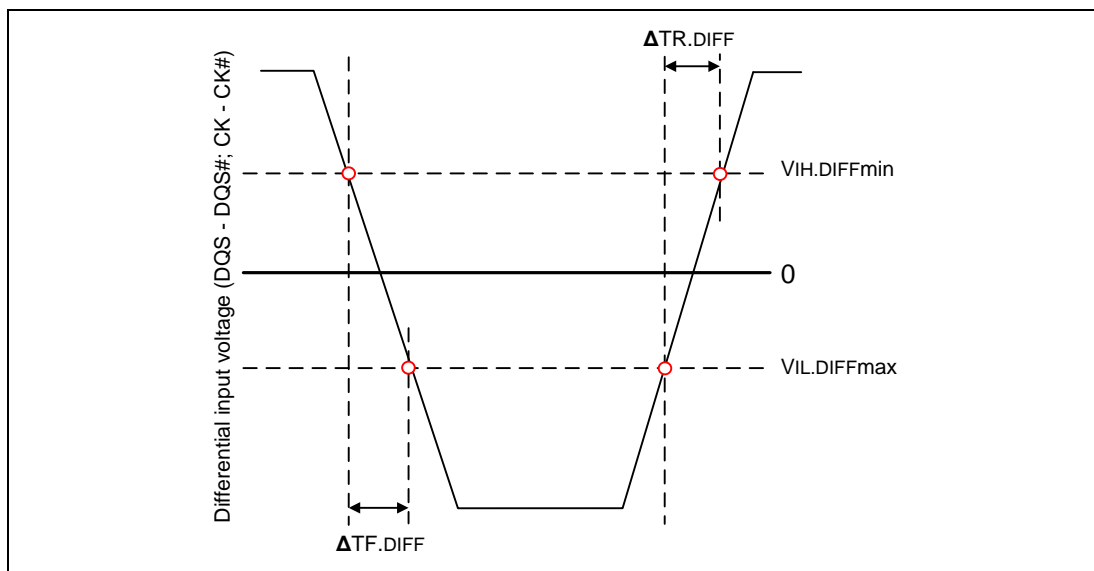 ΔTR.DIFF
Differential input voltage (DQS - DQS#; CK - CK#)
VIH.DIFFmin
0
VIL.DIFFmax
ΔTF.DIFF